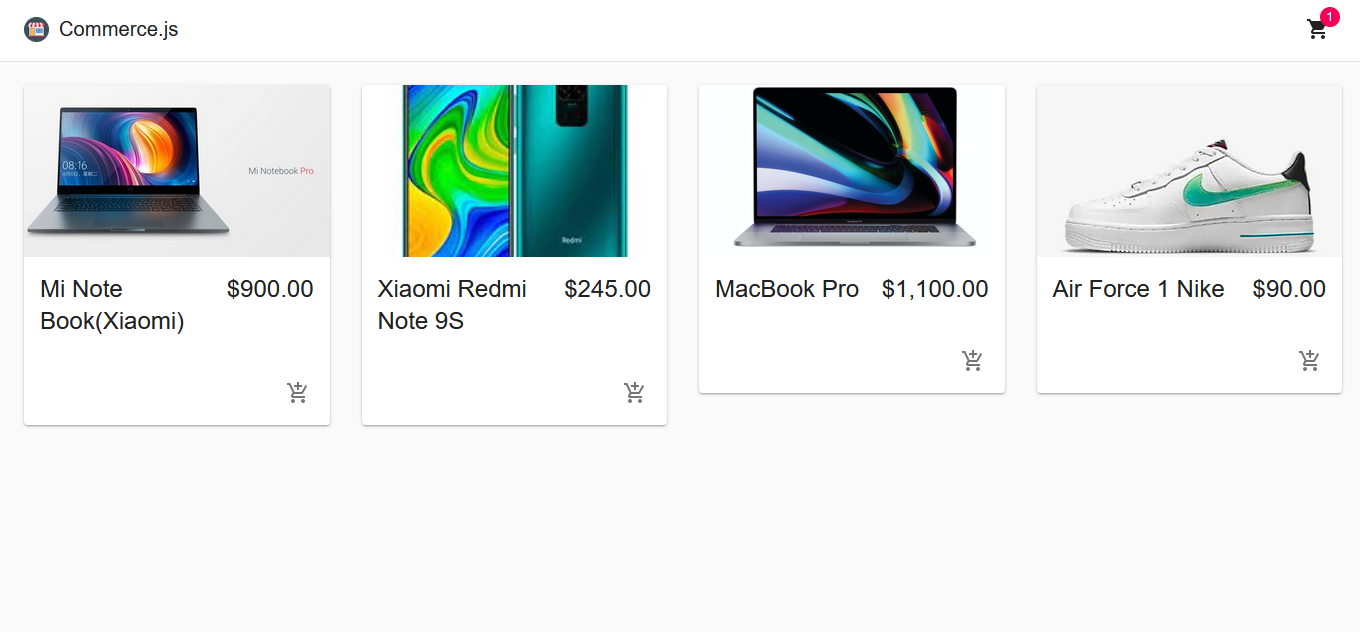 Commerce.js
1
08:16
Mi Notebook Pro
Redmi
Mi Note $900.00
Book(Xiaomi)
Xiaomi Redmi $245.00
Note 9S
MacBook Pro $1,100.00
Air Force 1 Nike $90.00